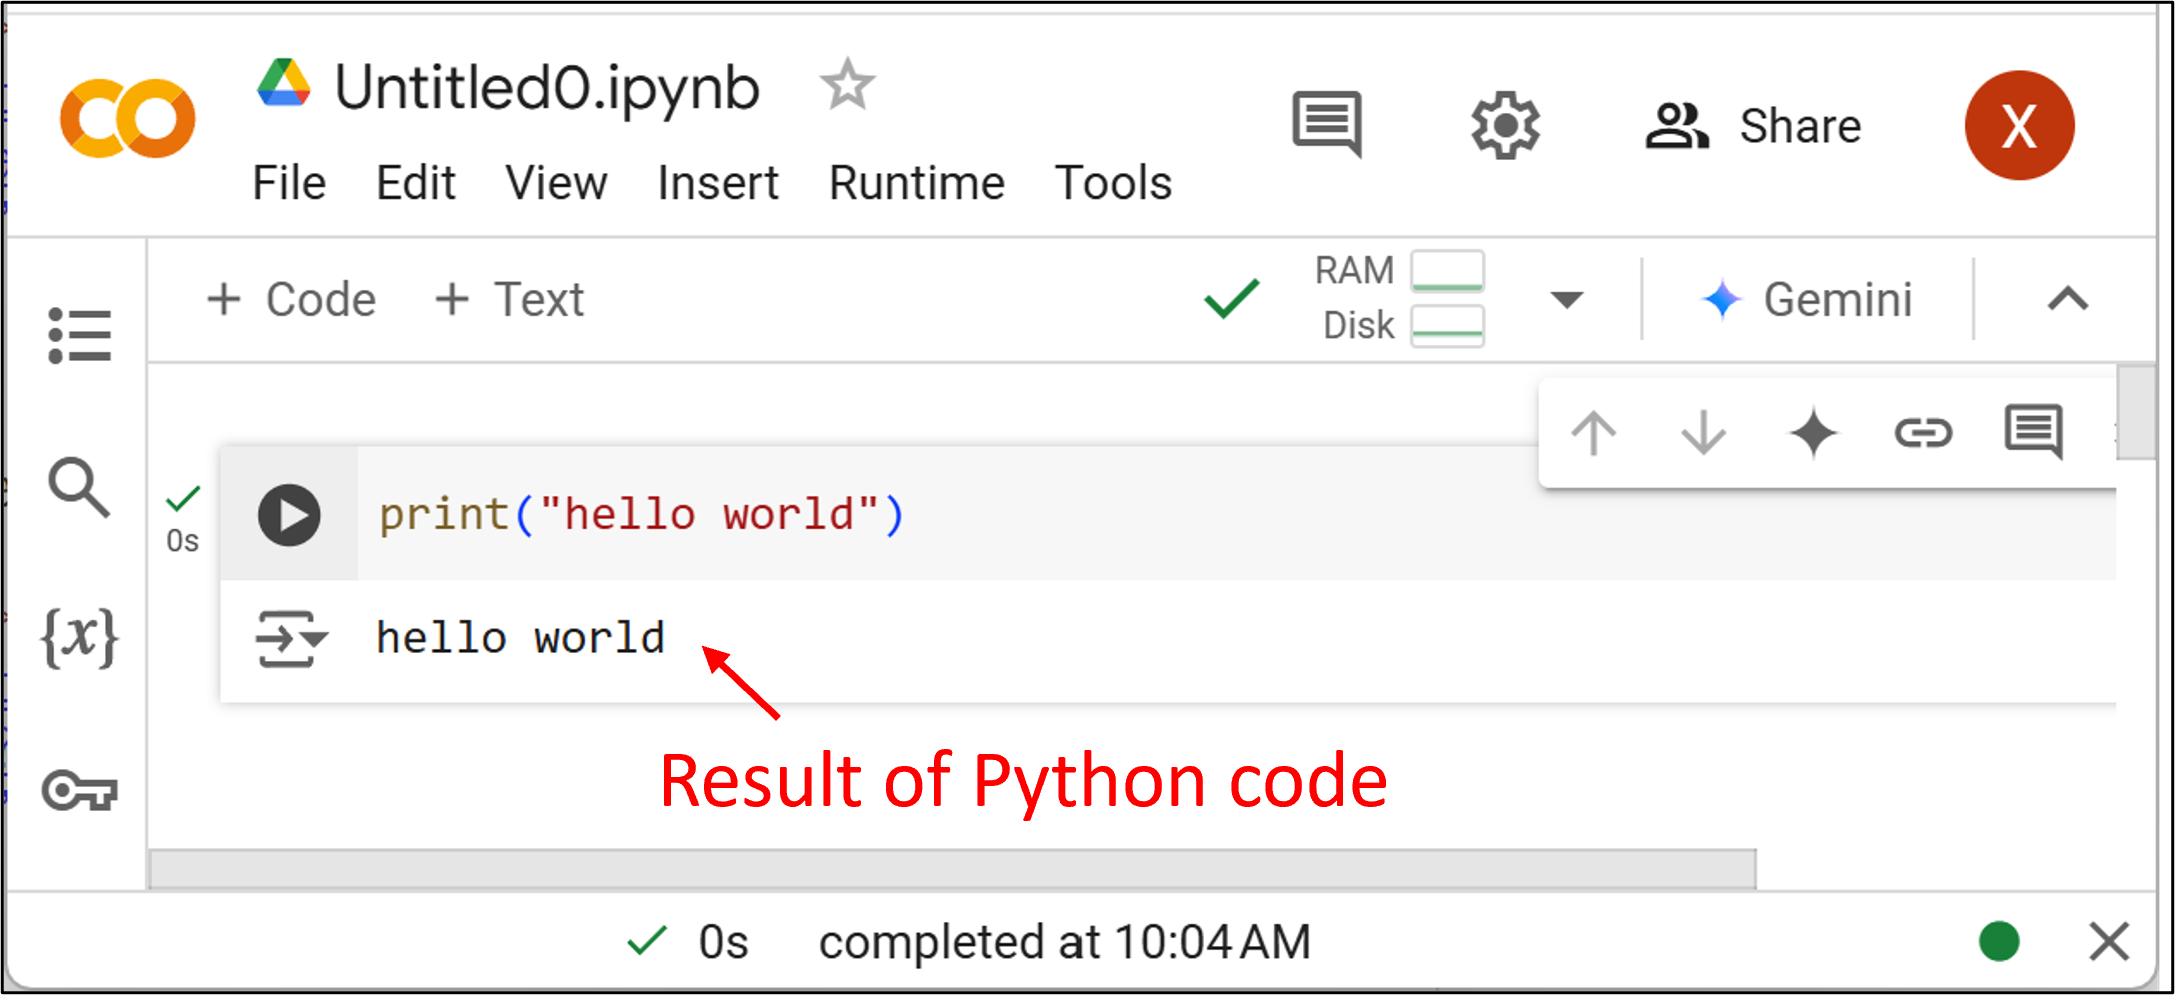 Untitled0.ipynb
File Edit View Insert Runtime Tools
Share
X
+ Code + Text
RAM
Disk
Gemini
print("hello world")
0s
{x}
hello world
Result of Python code
0s completed at 10:04 AM